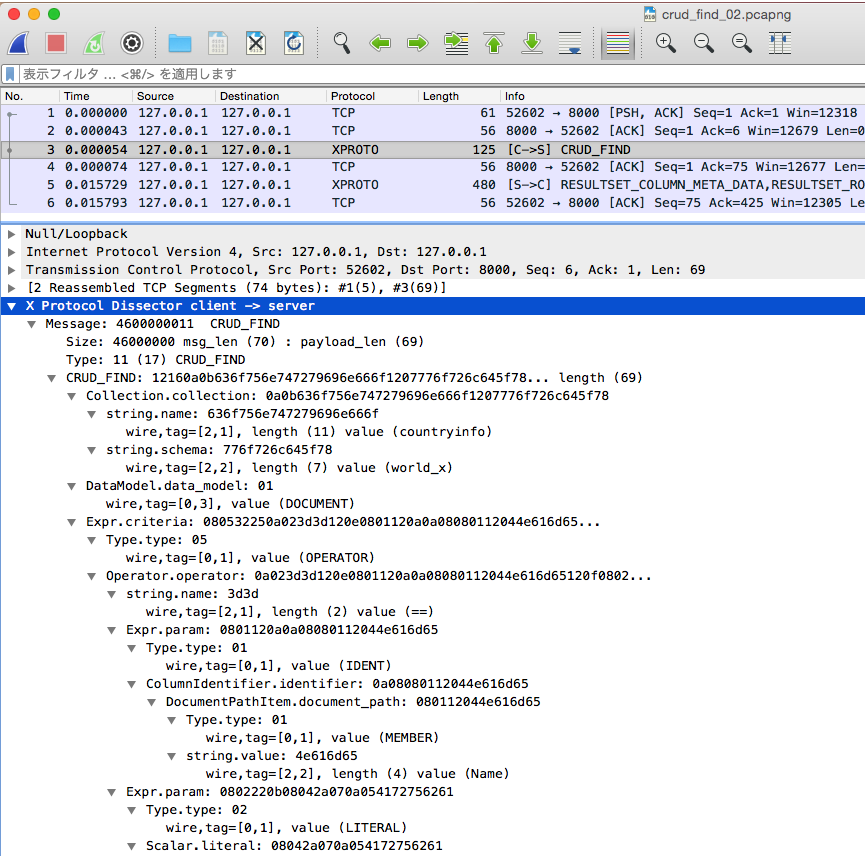 crud_find_02.pcapng
表示フィルタ ... <⌘/> を適用します
No. Time Source Destination Protocol Length Info
1 0.000000 127.0.0.1 127.0.0.1 TCP 61 52602 → 8000 [PSH, ACK] Seq=1 Ack=1 Win=12318
2 0.000043 127.0.0.1 127.0.0.1 TCP 56 8000 → 52602 [ACK] Seq=1 Ack=6 Win=12679 Len=0
3 0.000054 127.0.0.1 127.0.0.1 XPROTO 125 [C->S] CRUD_FIND
4 0.000074 127.0.0.1 127.0.0.1 TCP 56 8000 → 52602 [ACK] Seq=1 Ack=75 Win=12677 Len=
5 0.015729 127.0.0.1 127.0.0.1 XPROTO 480 [S->C] RESULTSET_COLUMN_META_DATA,RESULTSET_RO
6 0.015793 127.0.0.1 127.0.0.1 TCP 56 52602 → 8000 [ACK] Seq=75 Ack=425 Win=12305 Le
Null/Loopback
Internet Protocol Version 4, Src: 127.0.0.1, Dst: 127.0.0.1
Transmission Control Protocol, Src Port: 52602, Dst Port: 8000, Seq: 6, Ack: 1, Len: 69
[2 Reassembled TCP Segments (74 bytes): #1(5), #3(69)]
X Protocol Dissector client —> server
Message: 4600000011 CRUD_FIND
Size: 46000000 msg_len (70) : payload_len (69)
Type: 11 (17) CRUD_FIND
CRUD_FIND: 12160a0b636f756e747279696e666f1207776f726c645f78... length (69)
Collection.collection: 0a0b636f756e747279696e666f1207776f726c645f78
string.name: 636f756e747279696e666f
wire,tag=[2,1], length (11) value (countryinfo)
string.schema: 776f726c645f78
wire,tag=[2,2], length (7) value (world_x)
DataModel.data_model: 01
wire,tag=[0,3], value (DOCUMENT)
Expr.criteria: 080532250a023d3d120e0801120a0a08080112044e616d65...
Type.type: 05
wire,tag=[0,1], value (OPERATOR)
Operator.operator: 0a023d3d120e0801120a0a08080112044e616d65120f0802...
string.name: 3d3d
wire,tag=[2,1], length (2) value (==)
Expr.param: 0801120a0a08080112044e616d65
Type.type: 01
wire,tag=[0,1], value (IDENT)
ColumnIdentifier.identifier: 0a08080112044e616d65
DocumentPathItem.document_path: 080112044e616d65
Type.type: 01
wire,tag=[0,1], value (MEMBER)
string.value: 4e616d65
wire,tag=[2,2], length (4) value (Name)
Expr.param: 0802220b08042a070a054172756261
Type.type: 02
wire,tag=[0,1], value (LITERAL)
Scalar.literal: 08042a070a054172756261